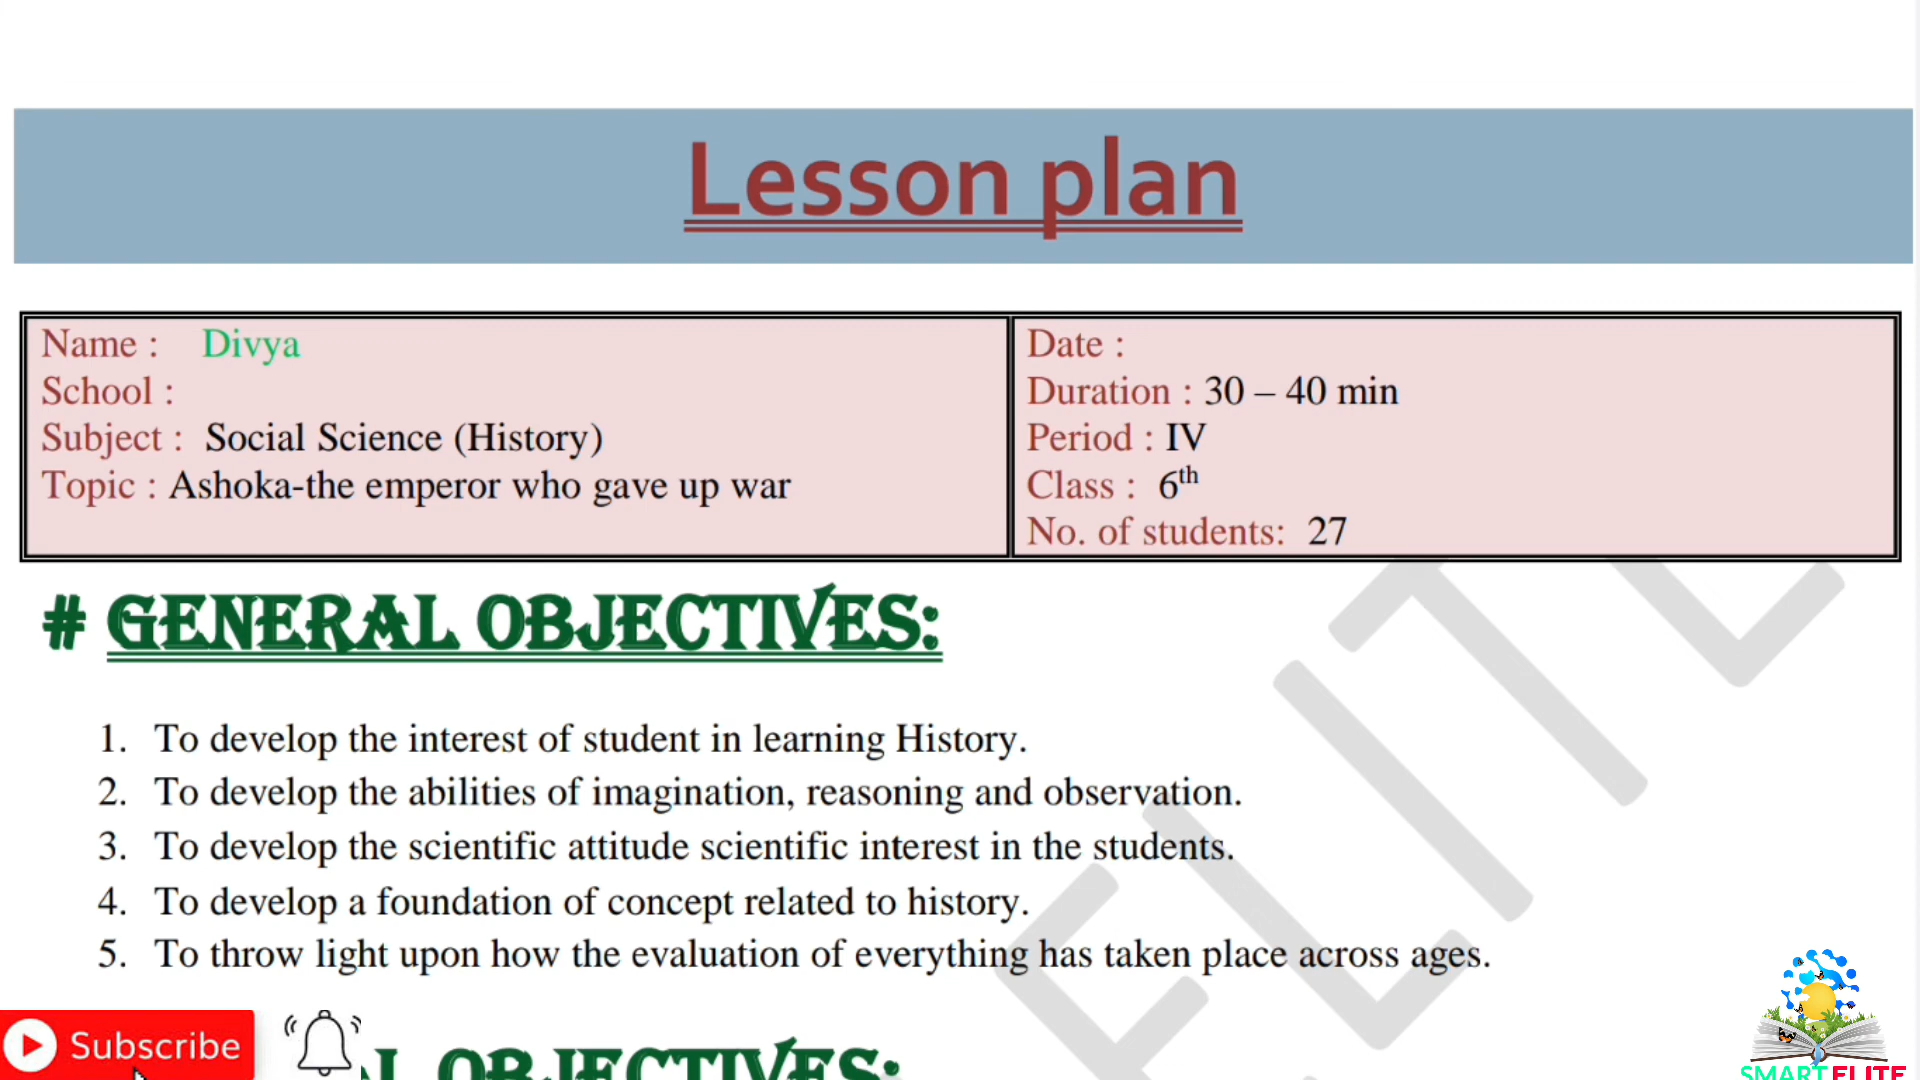 Lesson plan
Name : Divya
School :
Subject : Social Science (History)
Topic : Ashoka-the emperor who gave up war
Date :
Duration : 30 – 40 min
Period : IV
Class : 6th
No. of students: 27
# GENERAL OBJECTIVES:
1. To develop the interest of student in learning History.
2. To develop the abilities of imagination, reasoning and observation.
3. To develop the scientific attitude scientific interest in the students.
4. To develop a foundation of concept related to history.
5. To throw light upon how the evaluation of everything has taken place across ages.
ELITE
Subscribe
L OBJECTIVES:
SMART ELITE